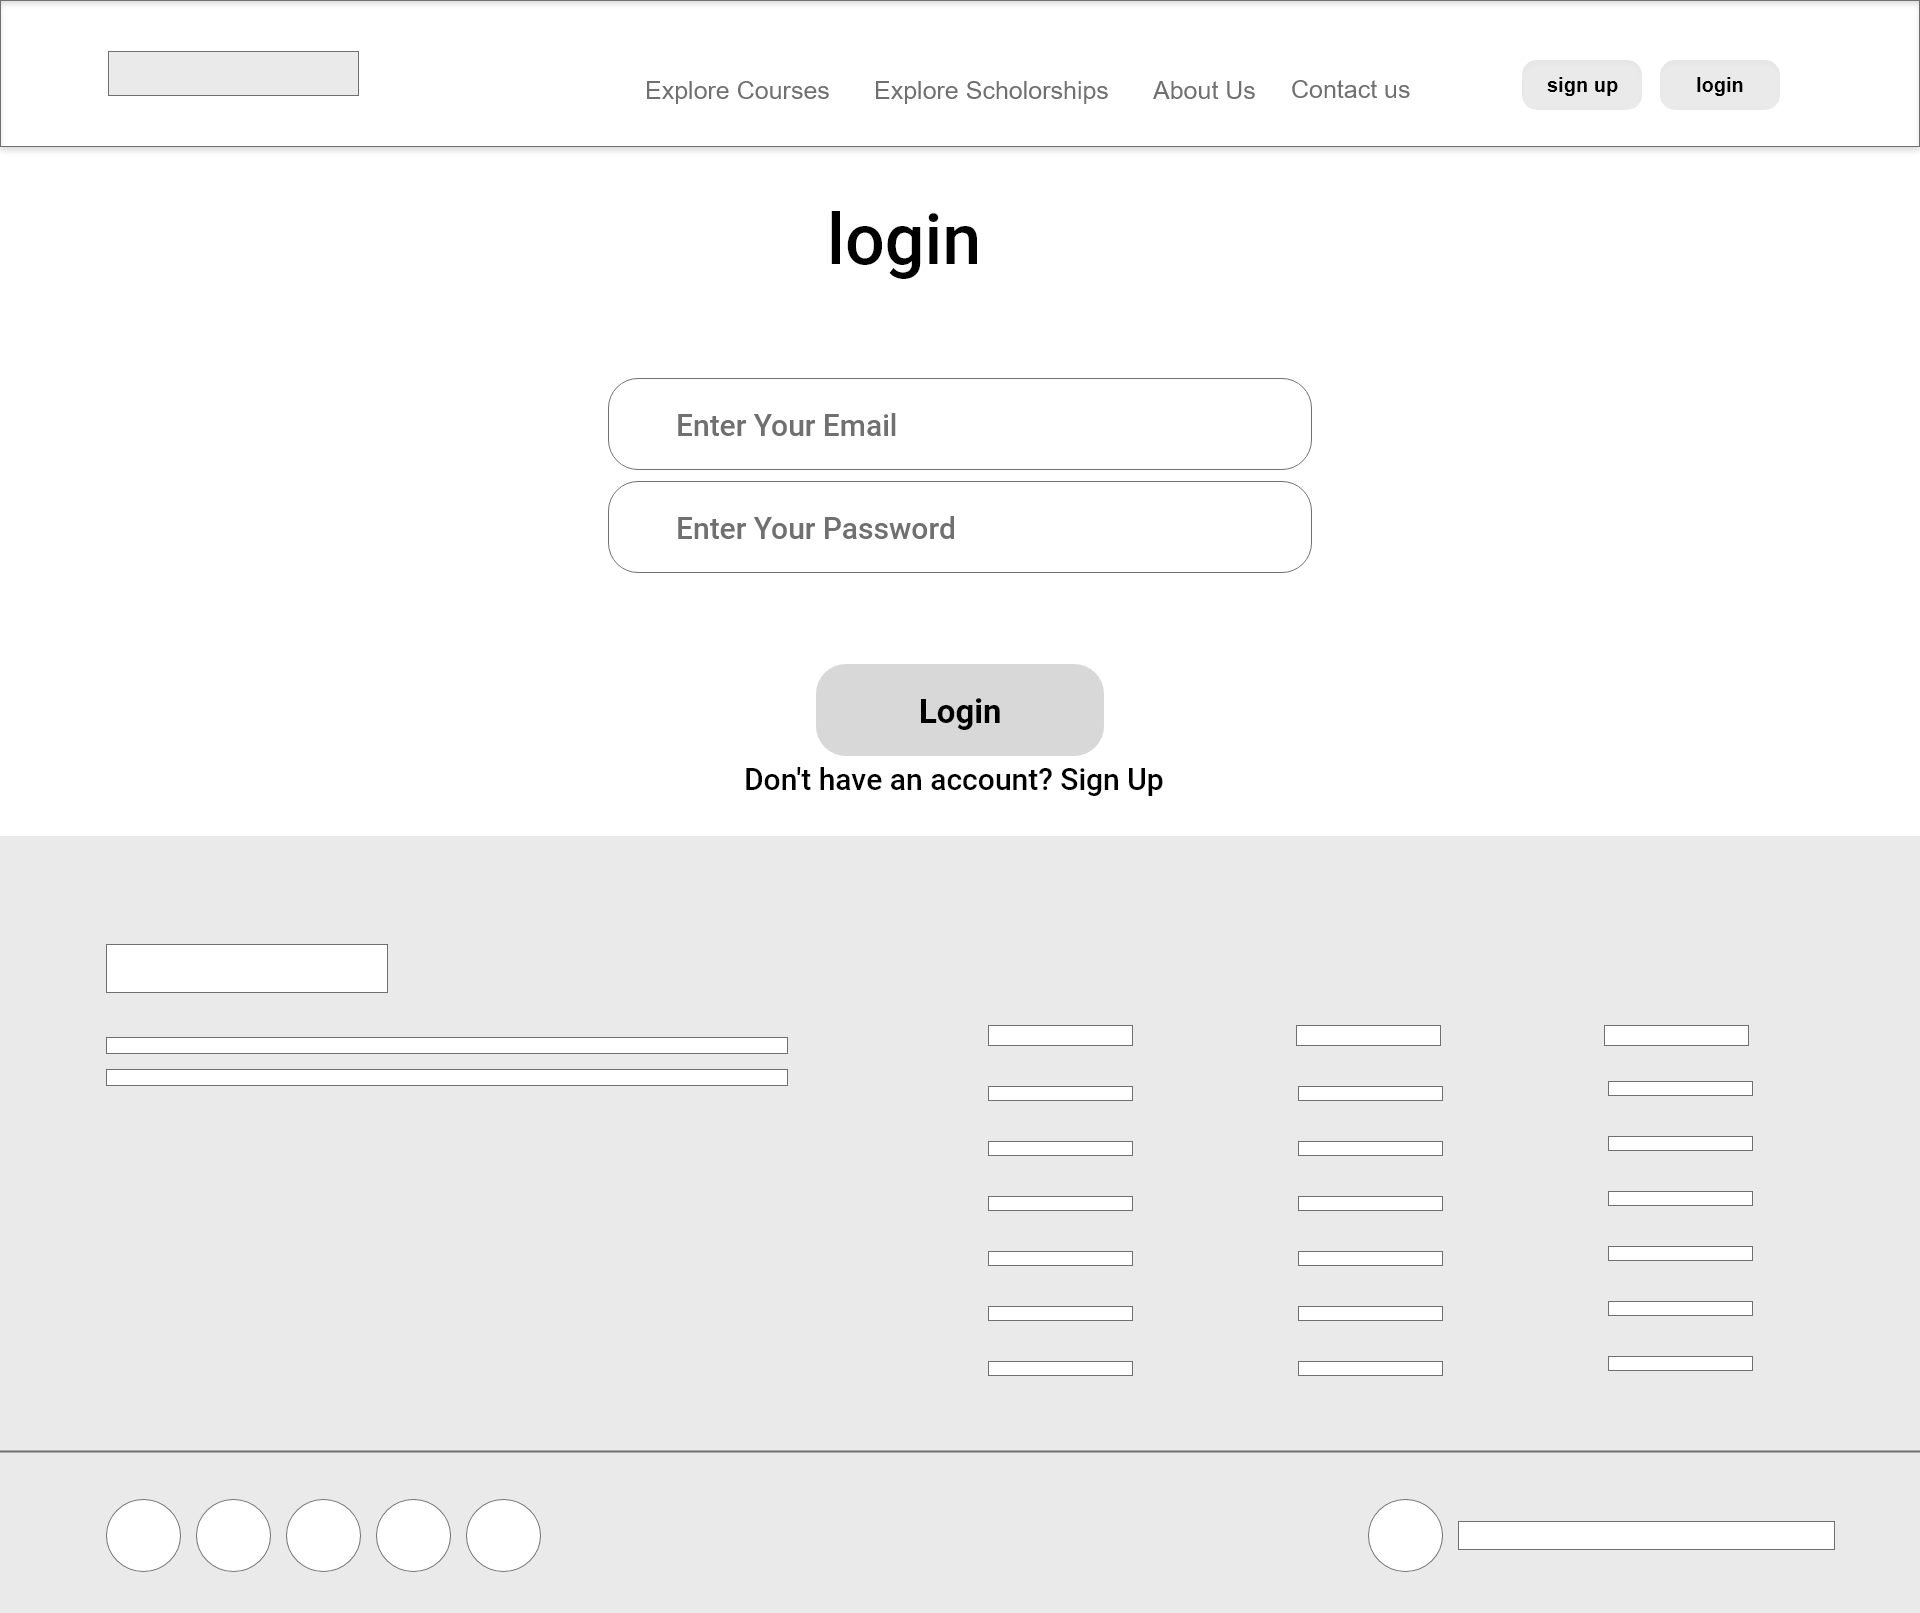 Explore Courses Explore Scholorships About Us Contact us sign up login
login
Enter Your Email
Enter Your Password
Login
Don't have an account? Sign Up